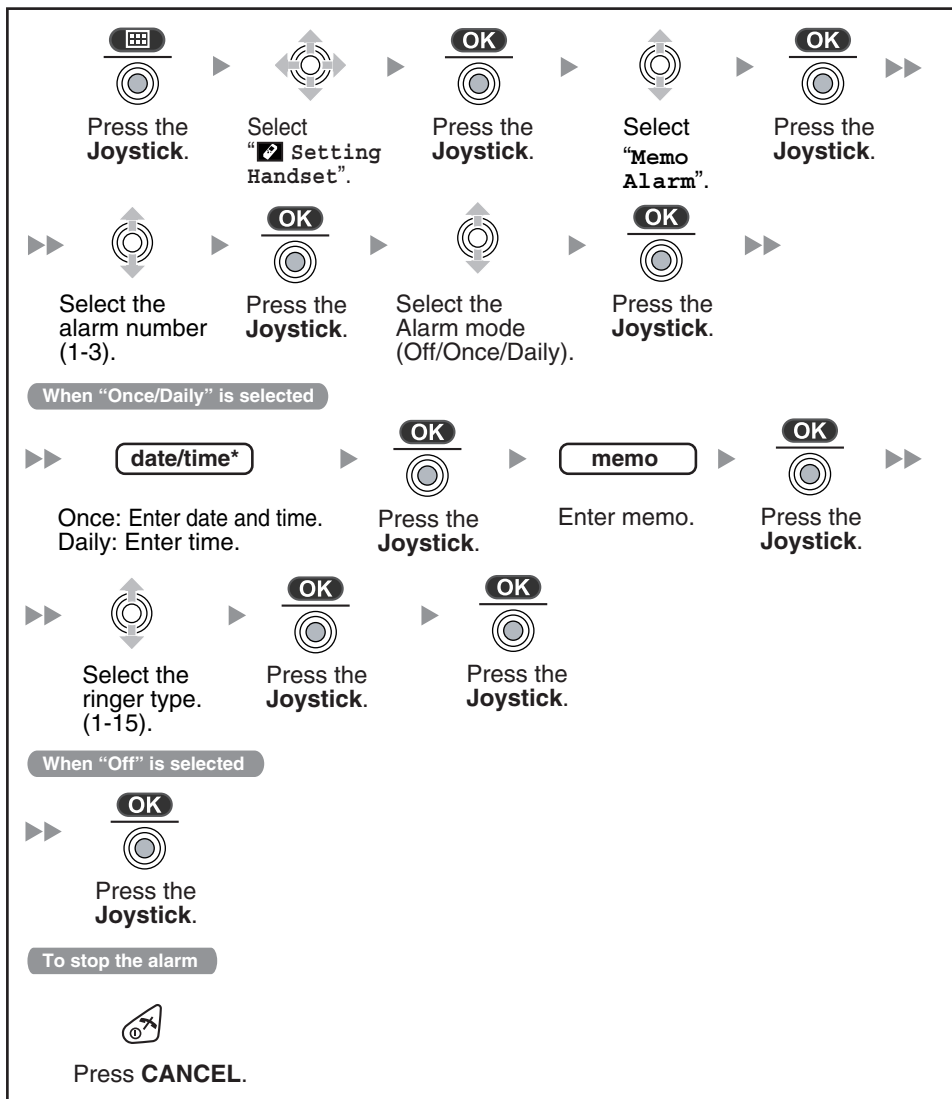 OK OK
Press the Select Press the Select Press the
Joystick. “ Setting Joystick. “Memo Joystick.
Handset”. Alarm”.
OK OK
Select the Press the Select the Press the
alarm number Joystick. Alarm mode Joystick.
(1-3). (Off/Once/Daily).
When “Once/Daily” is selected
OK OK
date/time* memo
Once: Enter date and time. Press the Enter memo. Press the
Daily: Enter time. Joystick. Joystick.
OK OK
Select the Press the Press the
ringer type. Joystick. Joystick.
(1-15).
When “Off” is selected
OK
Press the
Joystick.
To stop the alarm
Press CANCEL.